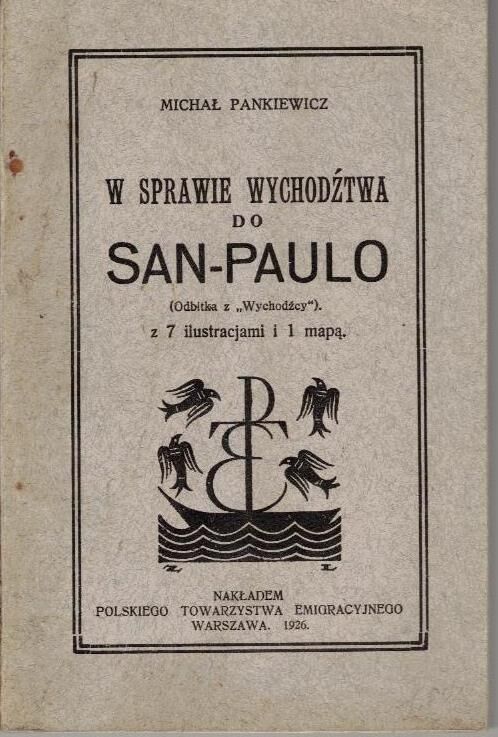 MICHAŁ PANKIEWICZ
W SPRAWIE WYCHODŹTWA
DO
SAN-PAULO
(Odbitka z „Wychodźcy“).
z 7 ilustracjami i 1 mapą.
PTE
Z L
NAKŁADEM
POLSKIEGO TOWARZYSTWA EMIGRACYJNEGO
WARSZAWA. 1926.